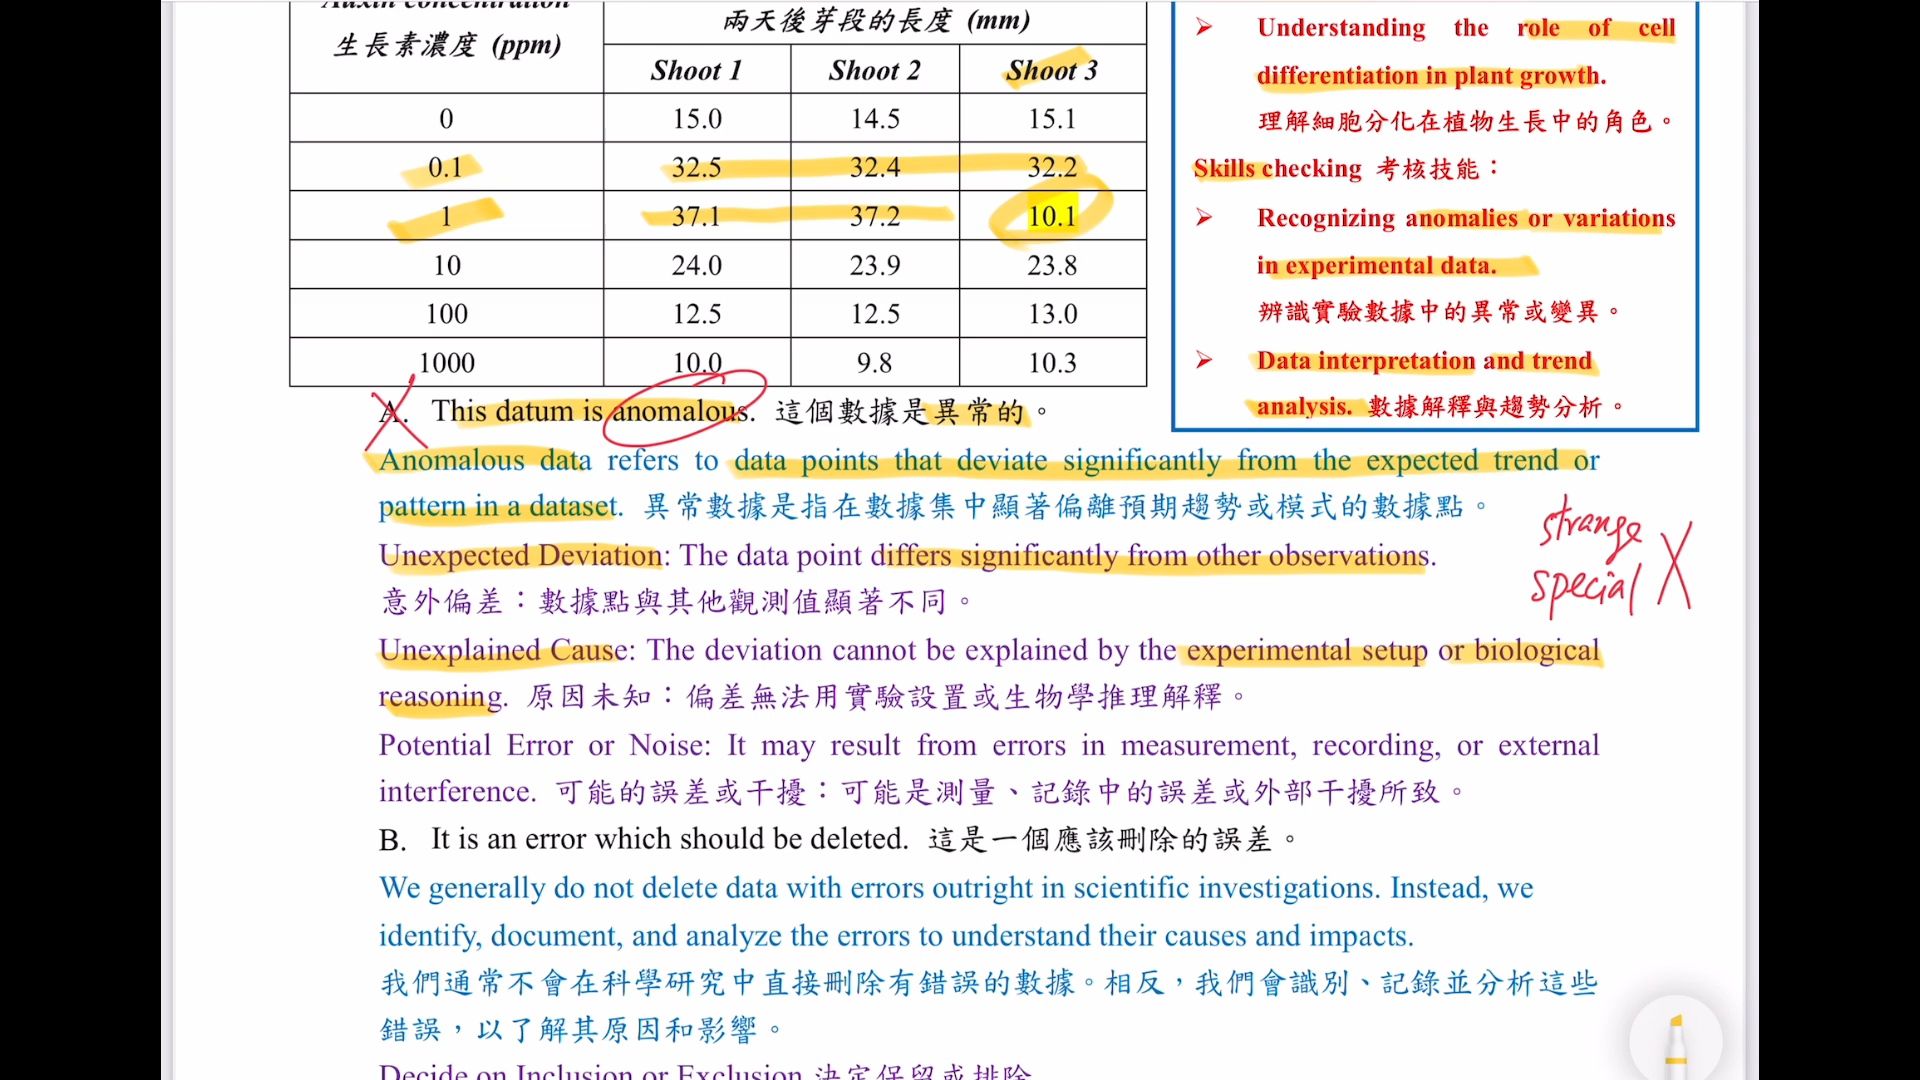 Auxin concentration
生長素濃度 (ppm)
兩天後芽段的長度 (mm)
Shoot 1 Shoot 2 Shoot 3
0 15.0 14.5 15.1
0.1 32.5 32.4 32.2
1 37.1 37.2 10.1
10 24.0 23.9 23.8
100 12.5 12.5 13.0
1000 10.0 9.8 10.3
➢ Understanding the role of cell
differentiation in plant growth.
理解細胞分化在植物生長中的角色。
Skills checking 考核技能：
➢ Recognizing anomalies or variations
in experimental data.
辨識實驗數據中的異常或變異。
➢ Data interpretation and trend
analysis. 數據解釋與趨勢分析。
A. This datum is anomalous. 這個數據是異常的。
Anomalous data refers to data points that deviate significantly from the expected trend or
pattern in a dataset. 異常數據是指在數據集中顯著偏離預期趨勢或模式的數據點。
strange
special
Unexpected Deviation: The data point differs significantly from other observations.
意外偏差：數據點與其他觀測值顯著不同。
Unexplained Cause: The deviation cannot be explained by the experimental setup or biological
reasoning. 原因未知：偏差無法用實驗設置或生物學推理解釋。
Potential Error or Noise: It may result from errors in measurement, recording, or external
interference. 可能的誤差或干擾：可能是測量、記錄中的誤差或外部干擾所致。
B. It is an error which should be deleted. 這是一個應該刪除的誤差。
We generally do not delete data with errors outright in scientific investigations. Instead, we
identify, document, and analyze the errors to understand their causes and impacts.
我們通常不會在科學研究中直接刪除有錯誤的數據。相反，我們會識別、記錄並分析這些
錯誤，以了解其原因和影響。
Decide on Inclusion or Exclusion 決定保留或排除